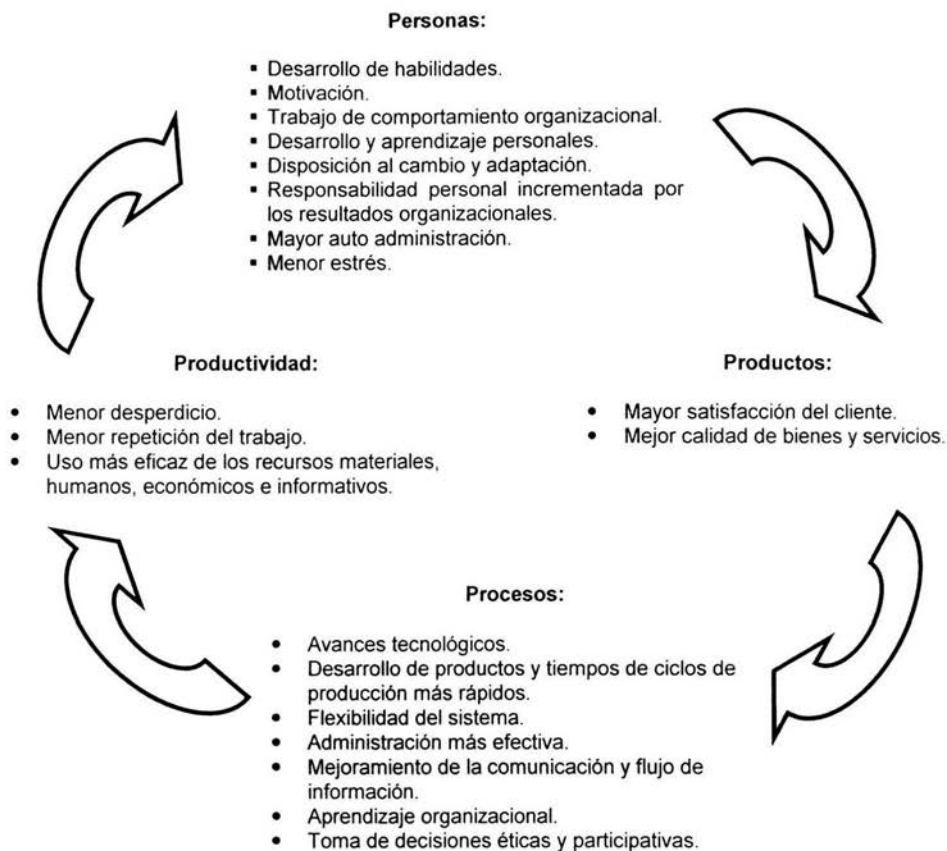 Personas:
▪ Desarrollo de habilidades.
▪ Motivación.
▪ Trabajo de comportamiento organizacional.
▪ Desarrollo y aprendizaje personales.
▪ Disposición al cambio y adaptación.
▪ Responsabilidad personal incrementada por
los resultados organizacionales.
▪ Mayor auto administración.
▪ Menor estrés.
Productividad:
• Menor desperdicio.
• Menor repetición del trabajo.
• Uso más eficaz de los recursos materiales,
humanos, económicos e informativos.
Productos:
• Mayor satisfacción del cliente.
• Mejor calidad de bienes y servicios.
Procesos:
• Avances tecnológicos.
• Desarrollo de productos y tiempos de ciclos de
producción más rápidos.
• Flexibilidad del sistema.
• Administración más efectiva.
• Mejoramiento de la comunicación y flujo de
información.
• Aprendizaje organizacional.
• Toma de decisiones éticas y participativas.